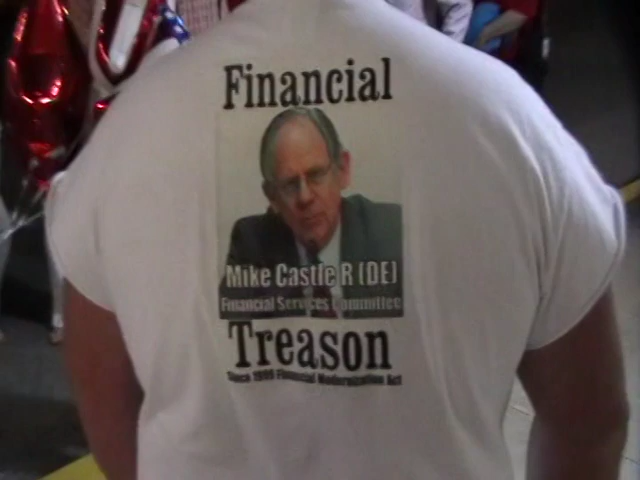 Financial
Mike Castle R (DE)
Financial Services Committee
Treason
Since 1999 Financial Modernization Act